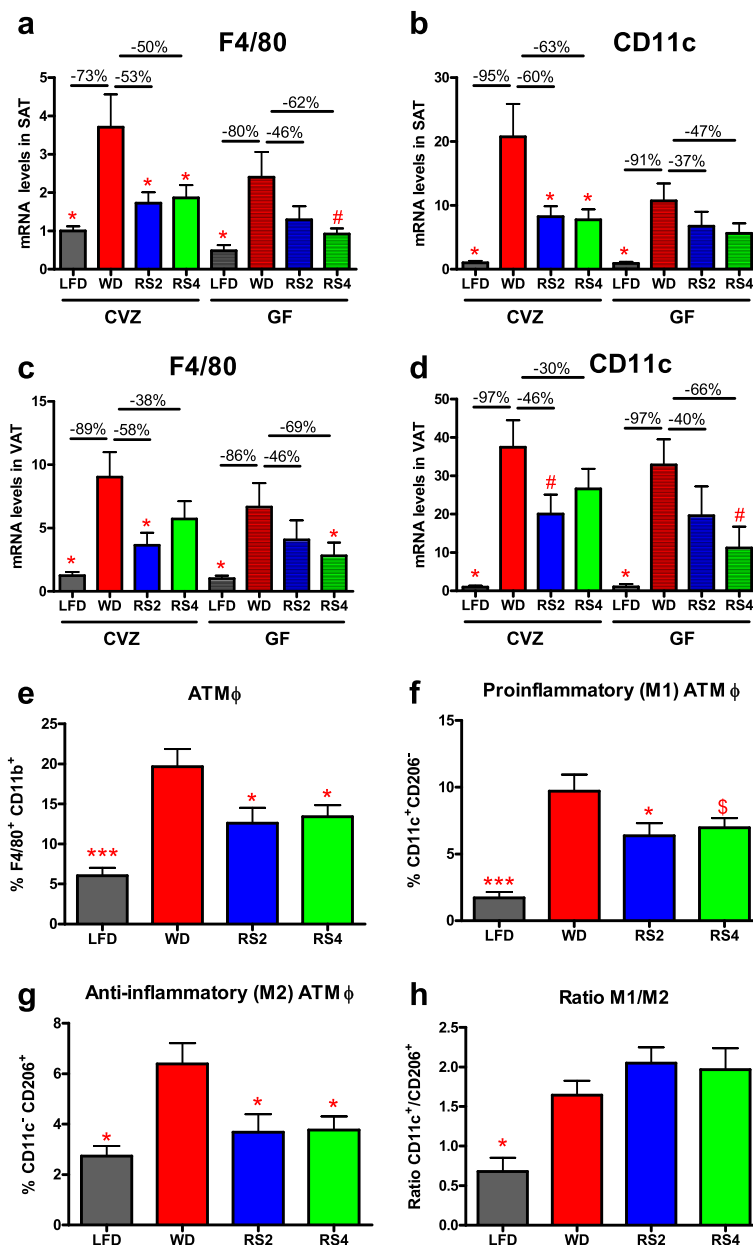 a
F4/80
-50%
-73% -53%
-62%
-80% -46%
mRNA levels in SAT
5
4
3
2
1
0
* * * * #
LFD WD RS2 RS4 LFD WD RS2 RS4
CVZ GF
b
CD11c
-63%
-95% -60%
-47%
-91% -37%
mRNA levels in SAT
30
20
10
0
* * * *
LFD WD RS2 RS4 LFD WD RS2 RS4
CVZ GF
c
F4/80
-38%
-89% -58%
-69%
-86% -46%
mRNA levels in VAT
15
10
5
0
* * * *
LFD WD RS2 RS4 LFD WD RS2 RS4
CVZ GF
d
CD11c
-30%
-97% -46%
-66%
-97% -40%
mRNA levels in VAT
50
40
30
20
10
0
* # * #
LFD WD RS2 RS4 LFD WD RS2 RS4
CVZ GF
e
ATMϕ
% F4/80⁺ CD11b⁺
25
20
15
10
5
0
*** * *
LFD WD RS2 RS4
f
Proinflammatory (M1) ATM ϕ
% CD11c⁺CD206⁻
15
10
5
0
*** * $
LFD WD RS2 RS4
g
Anti-inflammatory (M2) ATM ϕ
% CD11c⁻ CD206⁺
8
6
4
2
0
* * *
LFD WD RS2 RS4
h
Ratio M1/M2
Ratio CD11c⁺/CD206⁺
2.5
2.0
1.5
1.0
0.5
0.0
*
LFD WD RS2 RS4